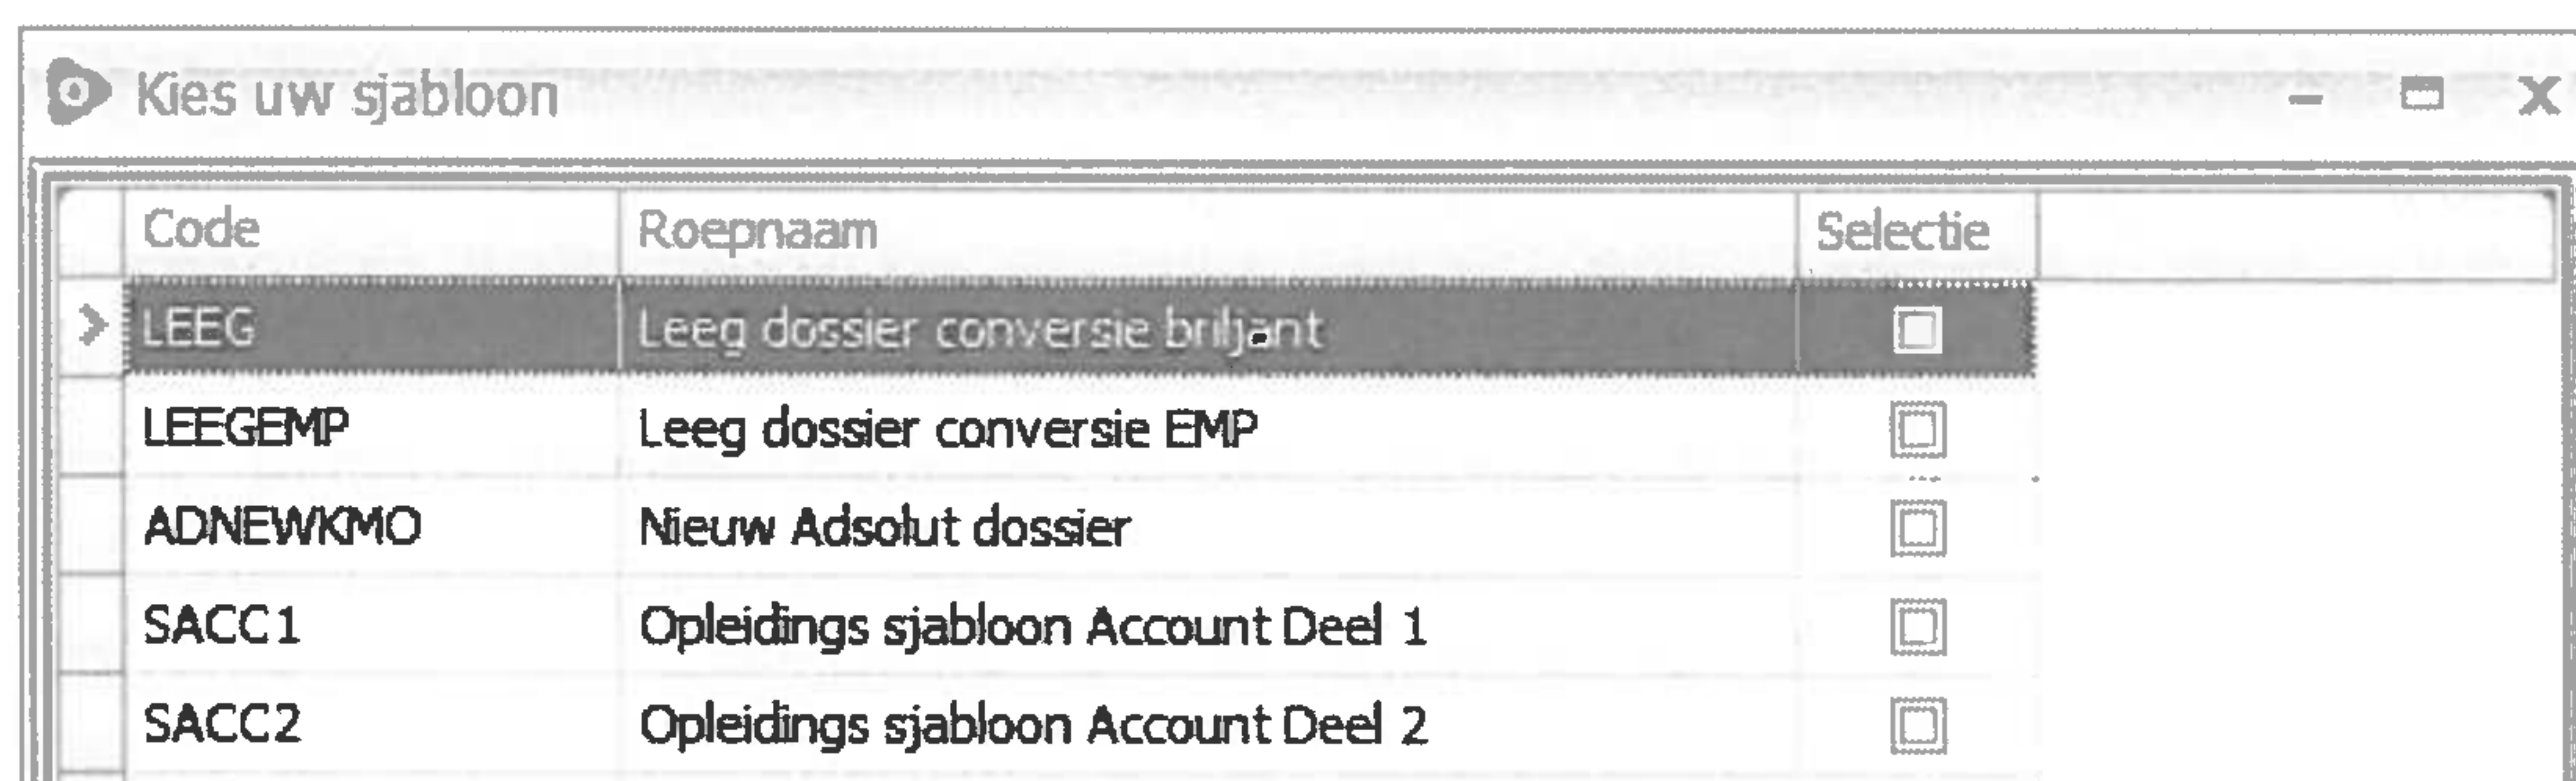 Kies uw sjabloon
Code Roepnaam Selectie
LEEG Leeg dossier conversie briljant
LEEGEMP Leeg dossier conversie EMP
ADNEWKMO Nieuw Adsolut dossier
SACC1 Opleidings sjabloon Account Deel 1
SACC2 Opleidings sjabloon Account Deel 2